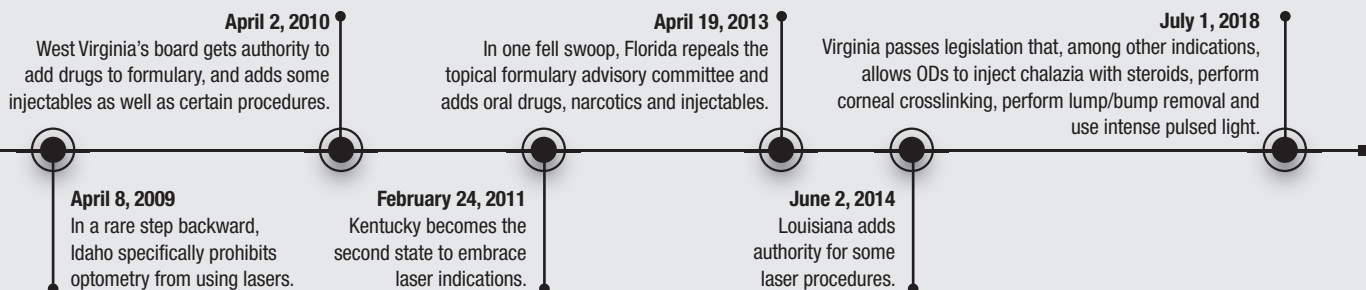 April 2, 2010
West Virginia’s board gets authority to
add drugs to formulary, and adds some
injectables as well as certain procedures.
April 19, 2013
In one fell swoop, Florida repeals the
topical formulary advisory committee and
adds oral drugs, narcotics and injectables.
July 1, 2018
Virginia passes legislation that, among other indications,
allows ODs to inject chalazia with steroids, perform
corneal crosslinking, perform lump/bump removal and
use intense pulsed light.
April 8, 2009
In a rare step backward,
Idaho specifically prohibits
optometry from using lasers.
February 24, 2011
Kentucky becomes the
second state to embrace
laser indications.
June 2, 2014
Louisiana adds
authority for some
laser procedures.